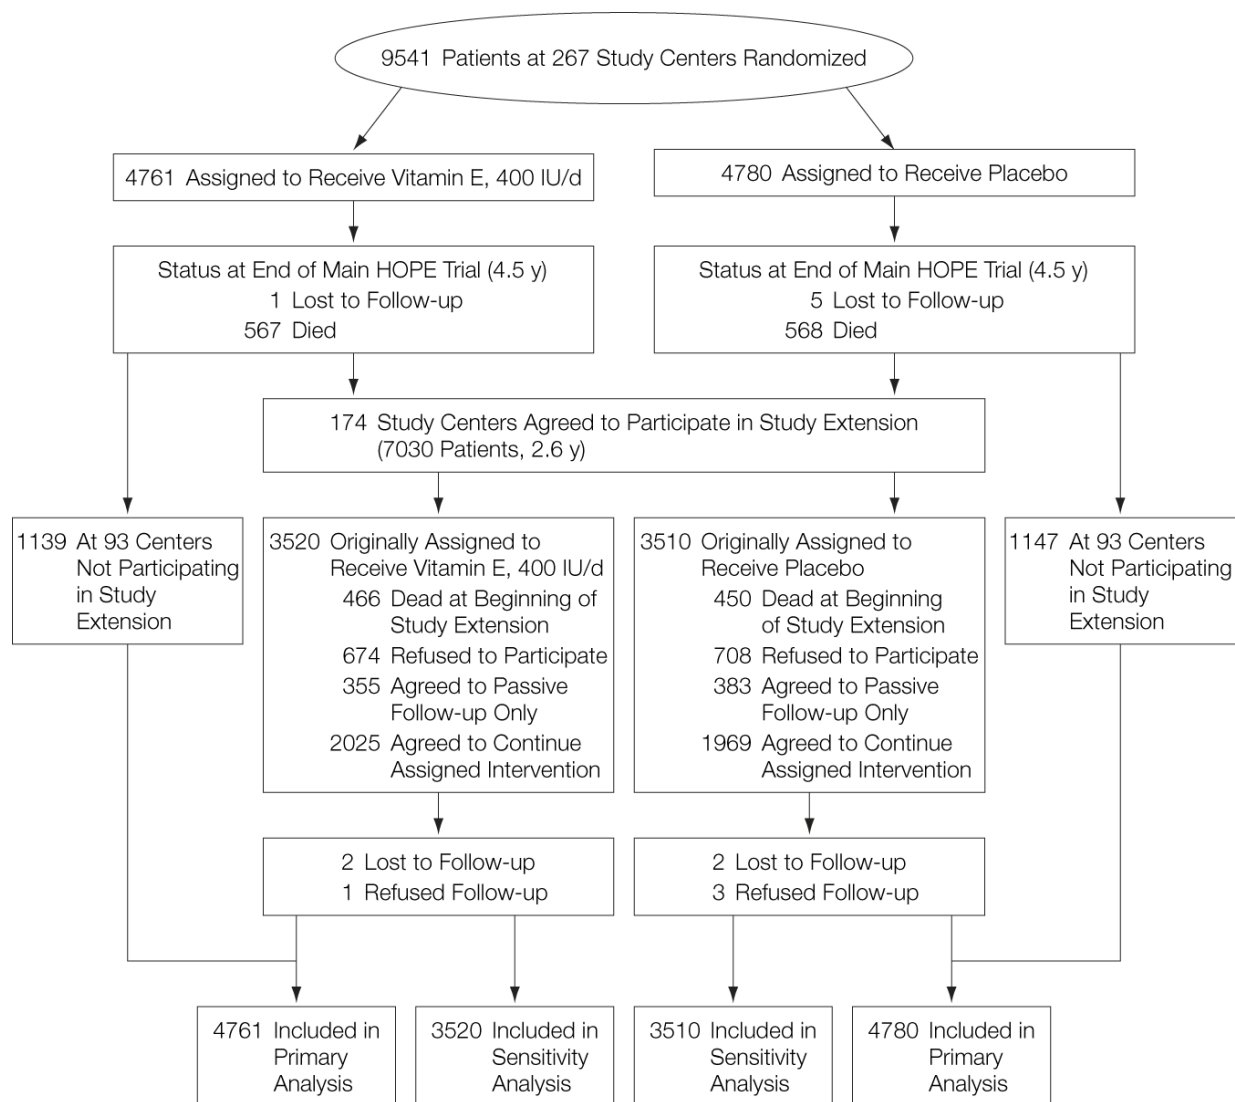 9541 Patients at 267 Study Centers Randomized
4761 Assigned to Receive Vitamin E, 400 IU/d
4780 Assigned to Receive Placebo
Status at End of Main HOPE Trial (4.5 y)
1 Lost to Follow-up
567 Died
Status at End of Main HOPE Trial (4.5 y)
5 Lost to Follow-up
568 Died
174 Study Centers Agreed to Participate in Study Extension
(7030 Patients, 2.6 y)
1139 At 93 Centers
Not Participating
in Study
Extension
3520 Originally Assigned to
Receive Vitamin E, 400 IU/d
466 Dead at Beginning of
Study Extension
674 Refused to Participate
355 Agreed to Passive
Follow-up Only
2025 Agreed to Continue
Assigned Intervention
3510 Originally Assigned to
Receive Placebo
450 Dead at Beginning
of Study Extension
708 Refused to Participate
383 Agreed to Passive
Follow-up Only
1969 Agreed to Continue
Assigned Intervention
1147 At 93 Centers
Not Participating
in Study
Extension
2 Lost to Follow-up
1 Refused Follow-up
2 Lost to Follow-up
3 Refused Follow-up
4761 Included in
Primary
Analysis
3520 Included in
Sensitivity
Analysis
3510 Included in
Sensitivity
Analysis
4780 Included in
Primary
Analysis